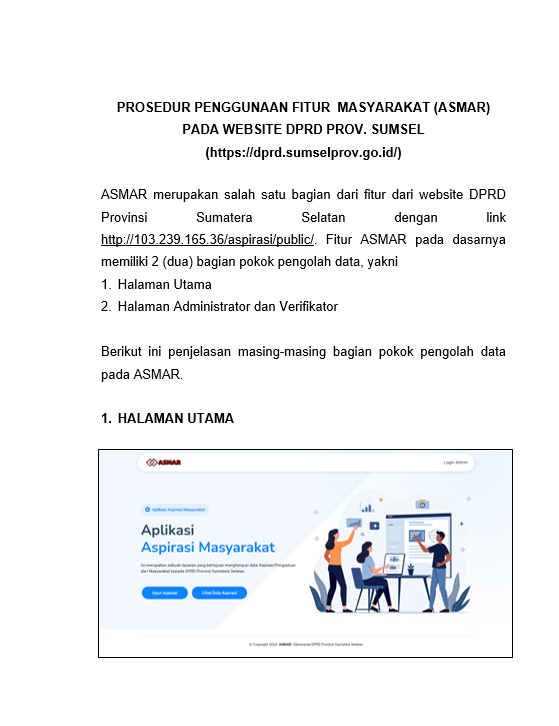 PROSEDUR PENGGUNAAN FITUR MASYARAKAT (ASMAR)
PADA WEBSITE DPRD PROV. SUMSEL
(https://dprd.sumselprov.go.id/)
ASMAR merupakan salah satu bagian dari fitur dari website DPRD
Provinsi Sumatera Selatan dengan link
http://103.239.165.36/aspirasi/public/. Fitur ASMAR pada dasarnya
memiliki 2 (dua) bagian pokok pengolah data, yakni
1. Halaman Utama
2. Halaman Administrator dan Verifikator
Berikut ini penjelasan masing-masing bagian pokok pengolah data
pada ASMAR.
1. HALAMAN UTAMA
ASMAR
Login Admin
Aplikasi Aspirasi Masyarakat
Aplikasi
Aspirasi Masyarakat
Ini merupakan sebuah layanan yang bertujuan menghimpun data Aspirasi/Pengaduan
dari Masyarakat kepada DPRD Provinsi Sumatera Selatan.
Input Aspirasi
Lihat Data Aspirasi
© Copyright 2024 ASMAR Sekretariat DPRD Provinsi Sumatera Selatan